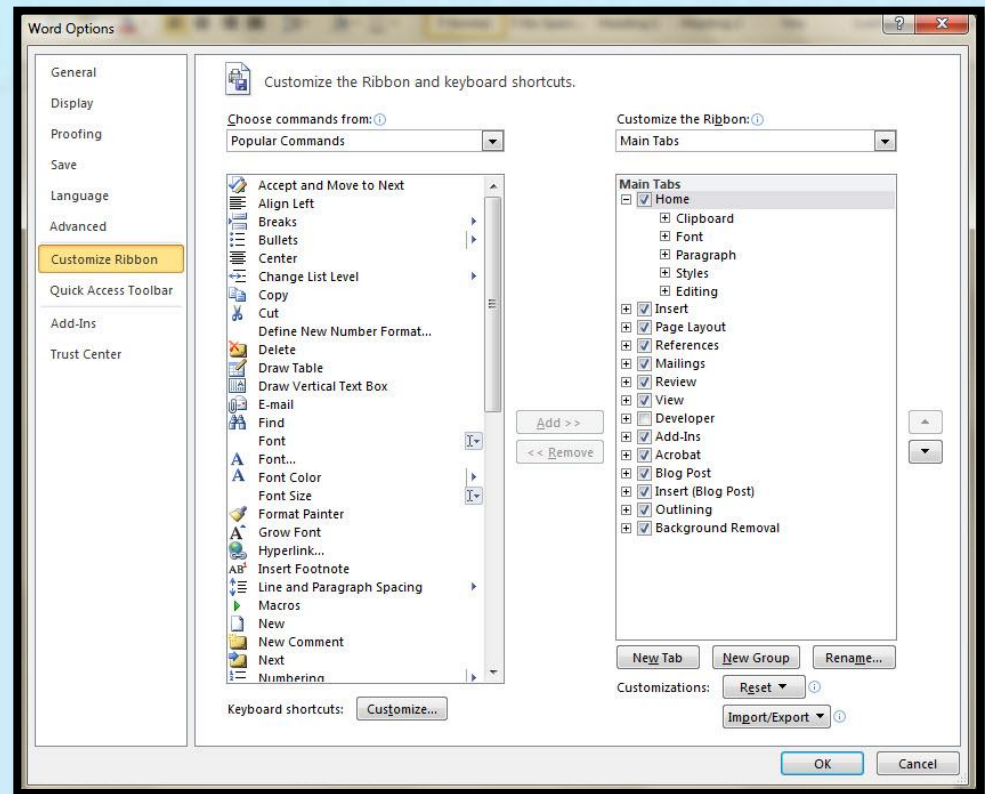 Word Options
General
Display
Proofing
Save
Language
Advanced
Customize Ribbon
Quick Access Toolbar
Add-Ins
Trust Center
Customize the Ribbon and keyboard shortcuts.
Choose commands from:
Popular Commands
Accept and Move to Next
Align Left
Breaks
Bullets
Center
Change List Level
Copy
Cut
Define New Number Format...
Delete
Draw Table
Draw Vertical Text Box
E-mail
Find
Font
Font...
Font Color
Font Size
Format Painter
Grow Font
Hyperlink...
Insert Footnote
Line and Paragraph Spacing
Macros
New
New Comment
Next
Numbering
Keyboard shortcuts: Customize...
Add >>
<< Remove
Customize the Ribbon:
Main Tabs
Main Tabs
Home
Clipboard
Font
Paragraph
Styles
Editing
Insert
Page Layout
References
Mailings
Review
View
Developer
Add-Ins
Acrobat
Blog Post
Insert (Blog Post)
Outlining
Background Removal
New Tab New Group Rename...
Customizations: Reset
Import/Export
OK Cancel